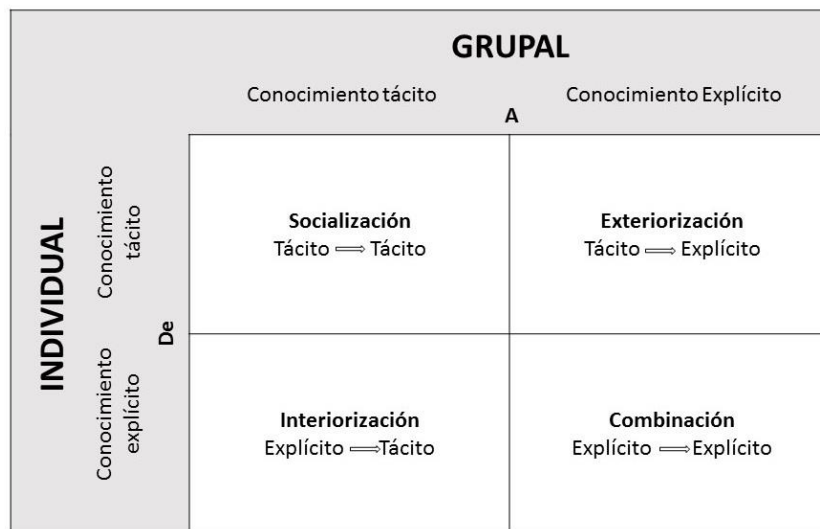 GRUPAL
Conocimiento tácito
Conocimiento Explícito
A
INDIVIDUAL
Conocimiento
tácito
De
Conocimiento
explícito
Socialización
Tácito ⟹ Tácito
Exteriorización
Tácito ⟹ Explícito
Interiorización
Explícito ⟹ Tácito
Combinación
Explícito ⟹ Explícito